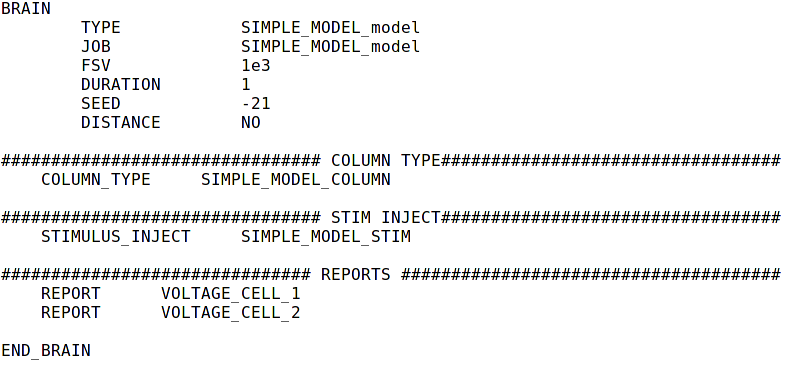 BRAIN
        TYPE            SIMPLE_MODEL_model
        JOB             SIMPLE_MODEL_model
        FSV             1e3
        DURATION        1
        SEED            -21
        DISTANCE        NO

################################ COLUMN TYPE##################################
    COLUMN_TYPE     SIMPLE_MODEL_COLUMN

################################ STIM INJECT##################################
    STIMULUS_INJECT     SIMPLE_MODEL_STIM

############################### REPORTS ######################################
    REPORT      VOLTAGE_CELL_1
    REPORT      VOLTAGE_CELL_2

END_BRAIN